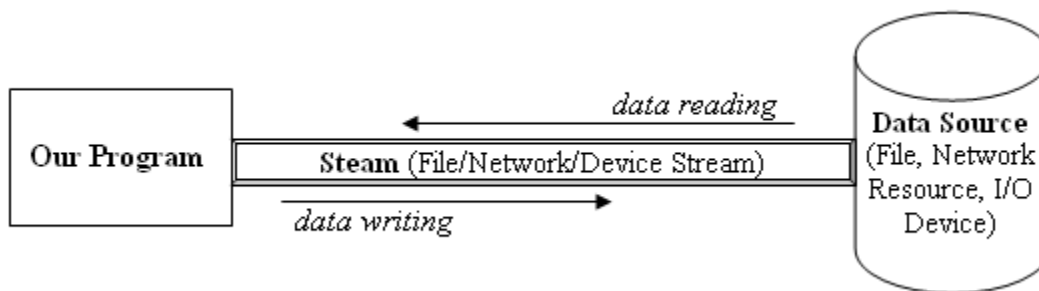 data reading
Our Program
Steam (File/Network/Device Stream)
data writing
Data Source
(File, Network
Resource, I/O
Device)